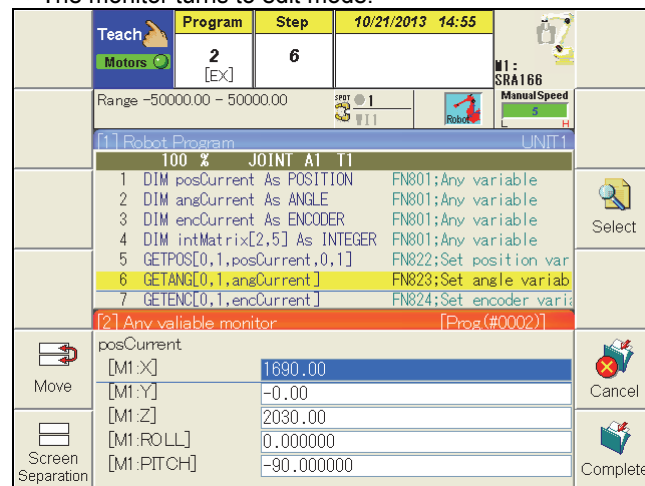 The monitor turns to edit mode.
Teach
Program
Step
10/21/2013 14:55
Motors
2
[EX]
6
M1:
SRA166
Range -50000.00 - 50000.00
SPOT 1
Robot
Manual Speed
5
L H
[1] Robot Program UNIT1
100 % JOINT A1 T1
1 DIM posCurrent As POSITION FN801;Any variable
2 DIM angCurrent As ANGLE FN801;Any variable
3 DIM encCurrent As ENCODER FN801;Any variable
4 DIM intMatrix[2,5] As INTEGER FN801;Any variable
5 GETPOS[0,1,posCurrent,0,1] FN822;Set position var
6 GETANG[0,1,angCurrent] FN823;Set angle variab
7 GETENC[0,1,encCurrent] FN824;Set encoder varia
Select
[2] Any valiable monitor [Prog(#0002)]
posCurrent
[M1:X] 1690.00
[M1:Y] -0.00
[M1:Z] 2030.00
[M1:ROLL] 0.000000
[M1:PITCH] -90.000000
Move
Cancel
Screen
Separation
Complete